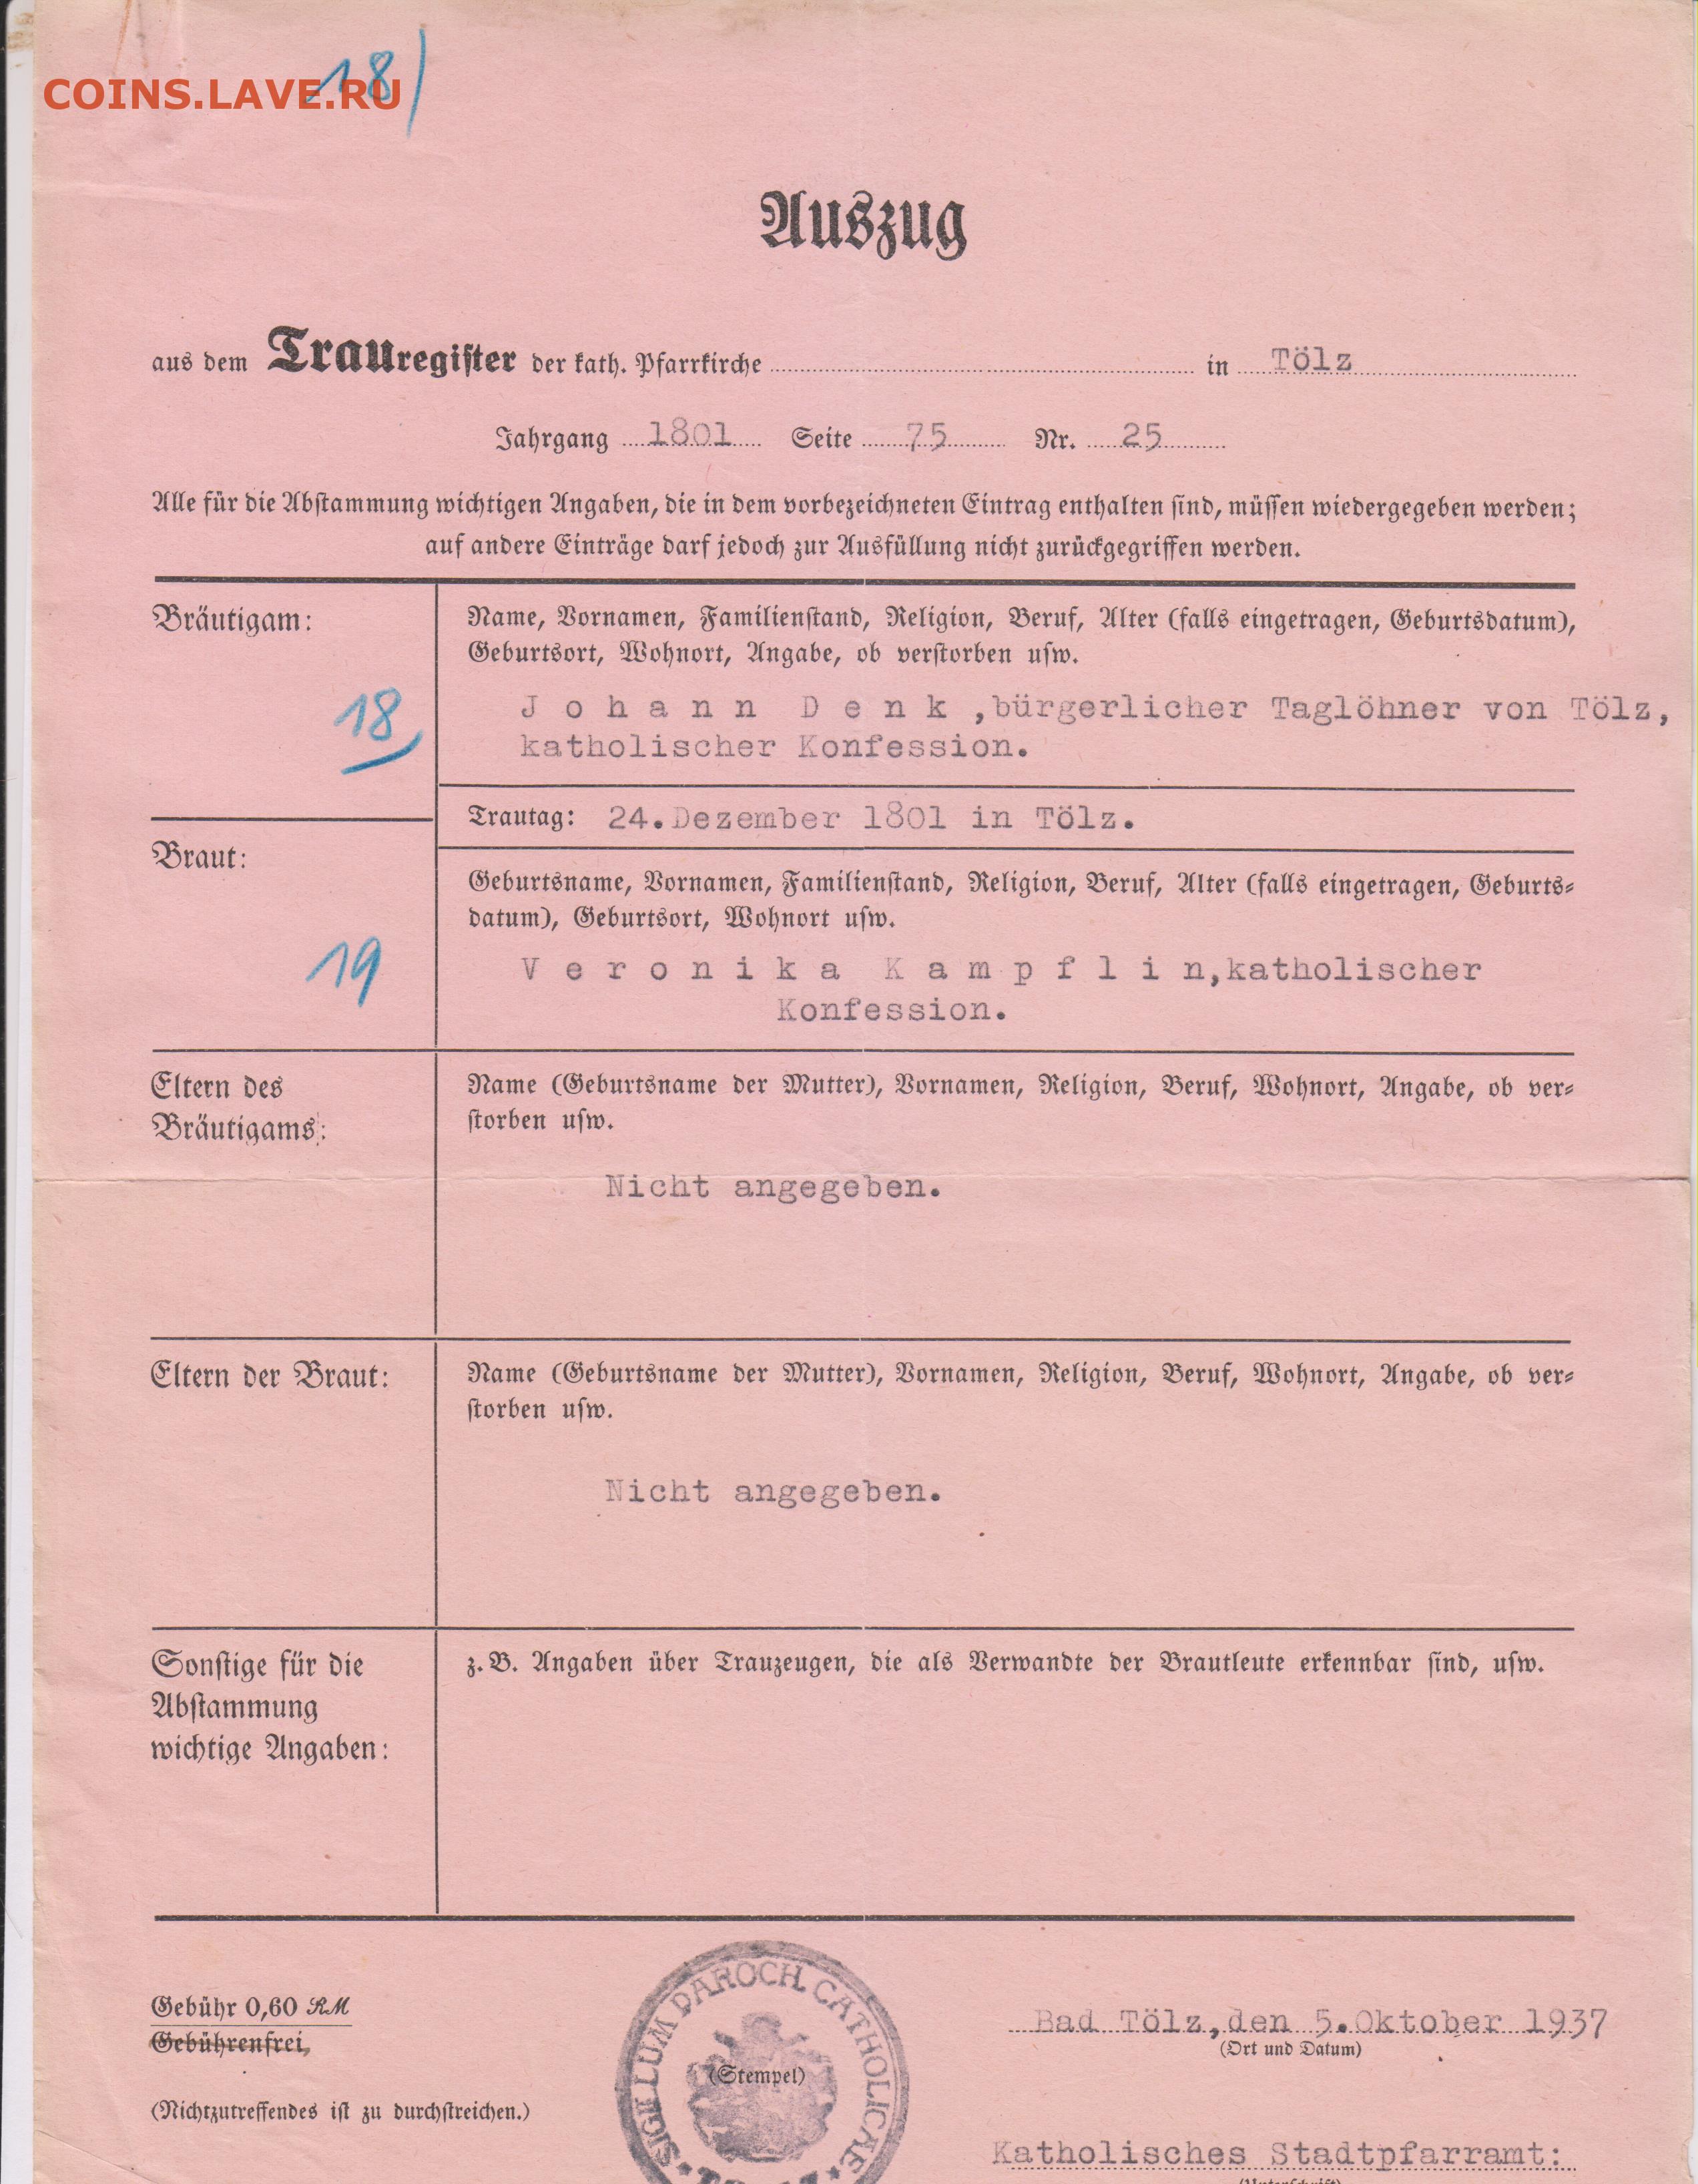 18)
COINS.LAVE.RU
Auszug
aus dem Trauregister der kath. Pfarrkirche in Tölz
Jahrgang 1801 Seite 75 Nr. 25
Alle für die Abstammung wichtigen Angaben, die in dem vorbezeichneten Eintrag enthalten sind, müssen wiedergegeben werden;
auf andere Einträge darf jedoch zur Ausfüllung nicht zurückgegriffen werden.
Bräutigam:
18
Name, Vornamen, Familienstand, Religion, Beruf, Alter (falls eingetragen, Geburtsdatum),
Geburtsort, Wohnort, Angabe, ob verstorben usw.
J o h a n n  D e n k ,bürgerlicher Taglöhner von Tölz,
katholischer Konfession.
Trautag: 24.Dezember 1801 in Tölz.
Braut:
19
Geburtsname, Vornamen, Familienstand, Religion, Beruf, Alter (falls eingetragen, Geburts-
datum), Geburtsort, Wohnort usw.
V e r o n i k a  K a m p f l i n,katholischer
Konfession.
Eltern des
Bräutigams:
Name (Geburtsname der Mutter), Vornamen, Religion, Beruf, Wohnort, Angabe, ob ver-
storben usw.
Nicht angegeben.
Eltern der Braut:
Name (Geburtsname der Mutter), Vornamen, Religion, Beruf, Wohnort, Angabe, ob ver-
storben usw.
Nicht angegeben.
Sonstige für die
Abstammung
wichtige Angaben:
z. B. Angaben über Trauzeugen, die als Verwandte der Brautleute erkennbar sind, usw.
Gebühr 0,60 RM
Gebührenfrei
(Nichtzutreffendes ist zu durchstreichen.)
SIGILLUM PAROCH. CATHOLICAE
(Stempel)
Bad Tölz,den 5.Oktober 1937
(Ort und Datum)
Katholisches Stadtpfarramt:
(Unterschrift)